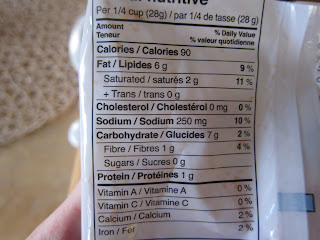 Per 1/4 cup (28g) / par 1/4 de tasse (28 g)
Amount % Daily Value
Teneur % valeur quotidienne
Calories / Calories 90
Fat / Lipides 6 g 9 %
Saturated / saturés 2 g 11 %
+ Trans / trans 0 g
Cholesterol / Cholestérol 0 mg 0 %
Sodium / Sodium 250 mg 10 %
Carbohydrate / Glucides 7 g 2 %
Fibre / Fibres 1 g 4 %
Sugars / Sucres 0 g
Protein / Protéines 1 g
Vitamin A / Vitamine A 0 %
Vitamin C / Vitamine C 0 %
Calcium / Calcium 2 %
Iron / Fer 2 %